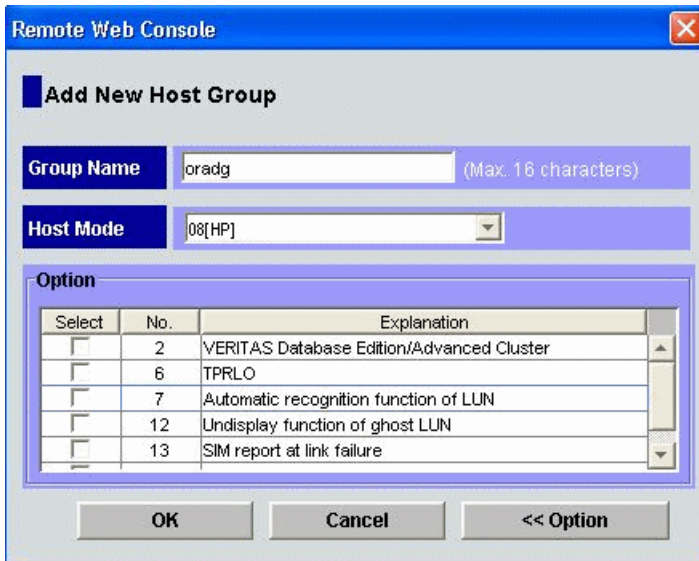 Remote Web Console
Add New Host Group
Group Name oradg (Max. 16 characters)
Host Mode 08[HP]
Option
Select No. Explanation
2 VERITAS Database Edition/Advanced Cluster
6 TPRLO
7 Automatic recognition function of LUN
12 Undisplay function of ghost LUN
13 SIM report at link failure
OK Cancel << Option